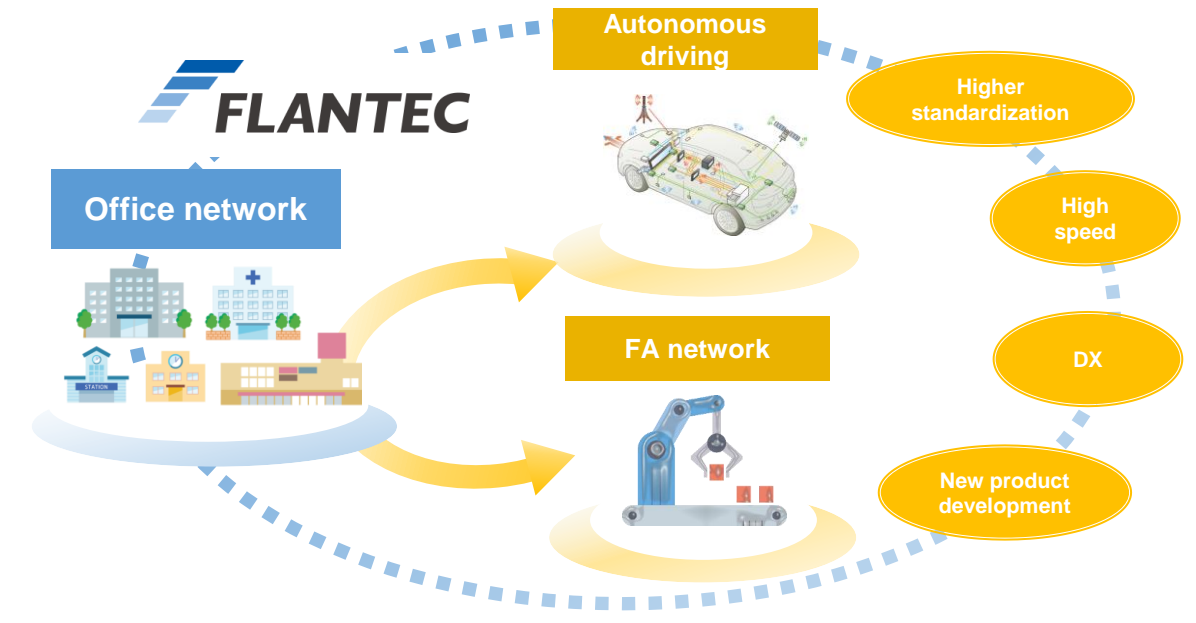 FLANTEC
Office network
STATION
Autonomous
driving
FA network
Higher
standardization
High
speed
DX
New product
development